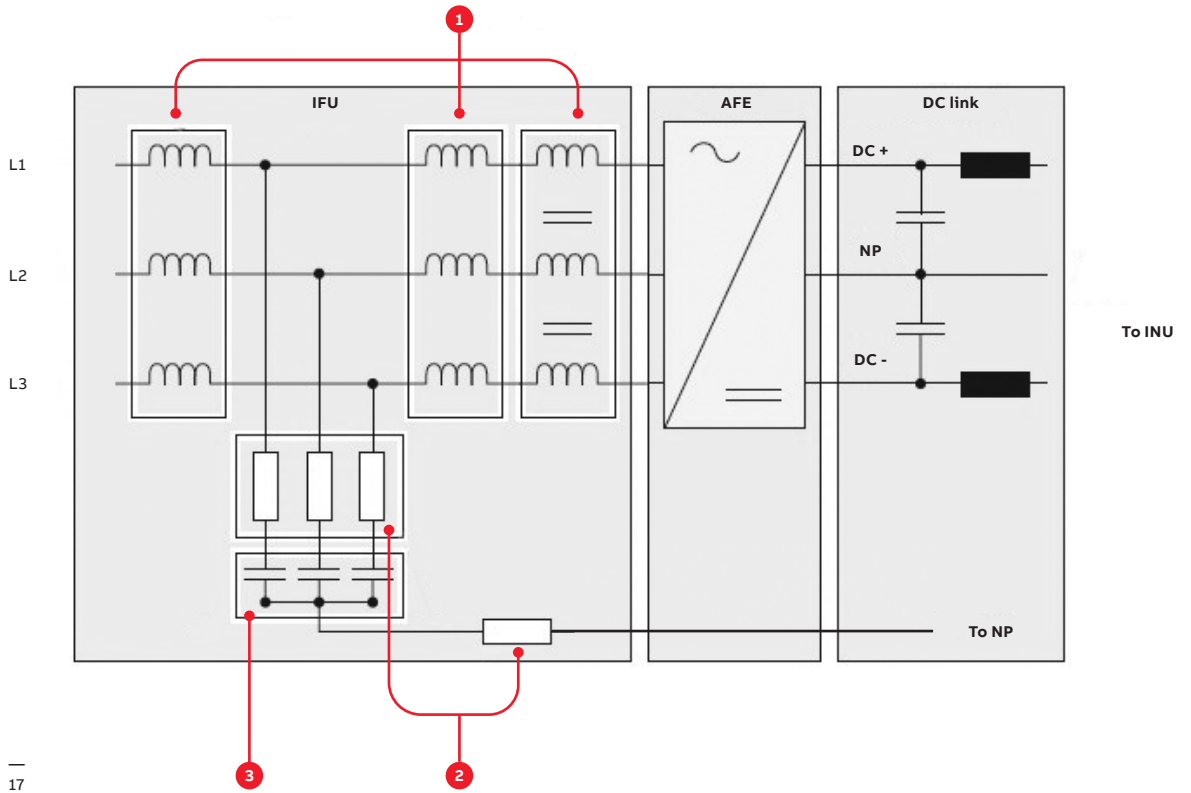 1
IFU
AFE
DC link
L1
DC +
NP
L2
To INU
DC -
L3
To NP
3
2
17